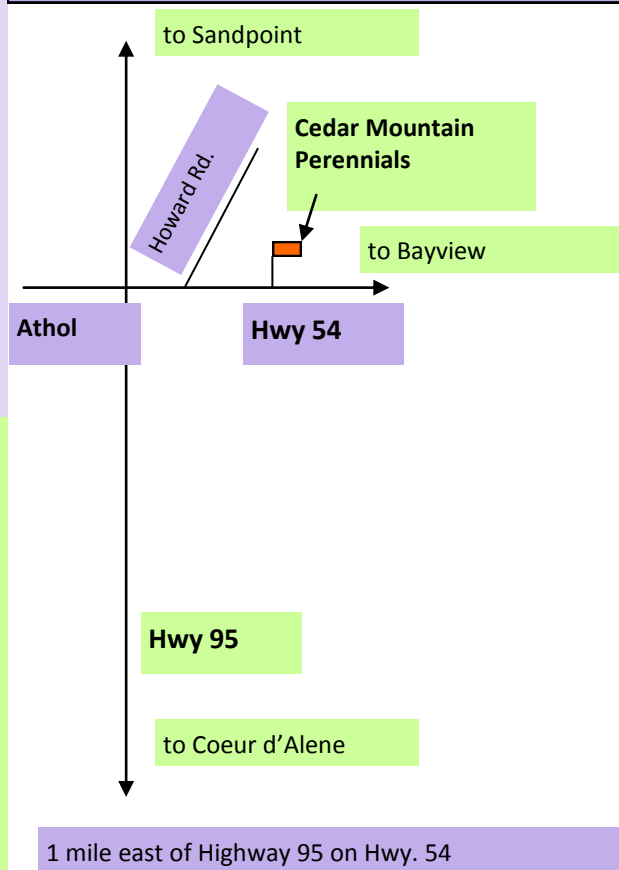 to Sandpoint
Cedar Mountain
Perennials
Howard Rd.
to Bayview
Athol
Hwy 54
Hwy 95
to Coeur d’Alene
1 mile east of Highway 95 on Hwy. 54